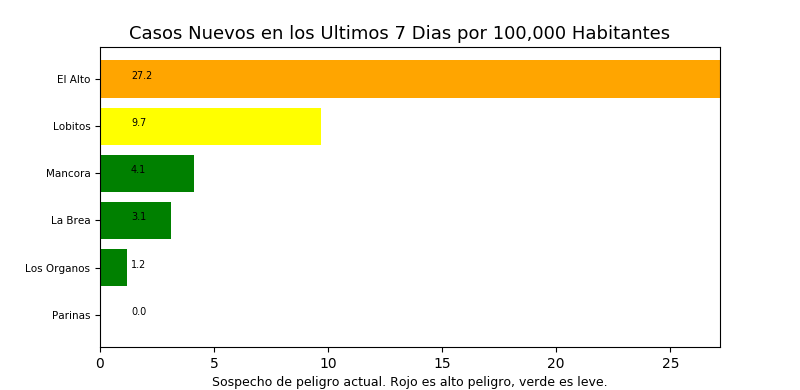 Casos Nuevos en los Ultimos 7 Dias por 100,000 Habitantes
El Alto 27.2
Lobitos 9.7
Mancora 4.1
La Brea 3.1
Los Organos 1.2
Parinas 0.0
0 5 10 15 20 25
Sospecho de peligro actual. Rojo es alto peligro, verde es leve.